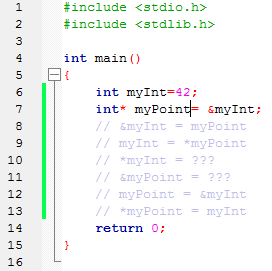 1 #include <stdio.h>
2 #include <stdlib.h>
3
4 int main()
5 {
6 int myInt=42;
7 int* myPoint= &myInt;
8 // &myInt = myPoint
9 // myInt = *myPoint
10 // *myInt = ???
11 // &myPoint = ???
12 // myPoint = &myInt
13 // *myPoint = myInt
14 return 0;
15 }
16